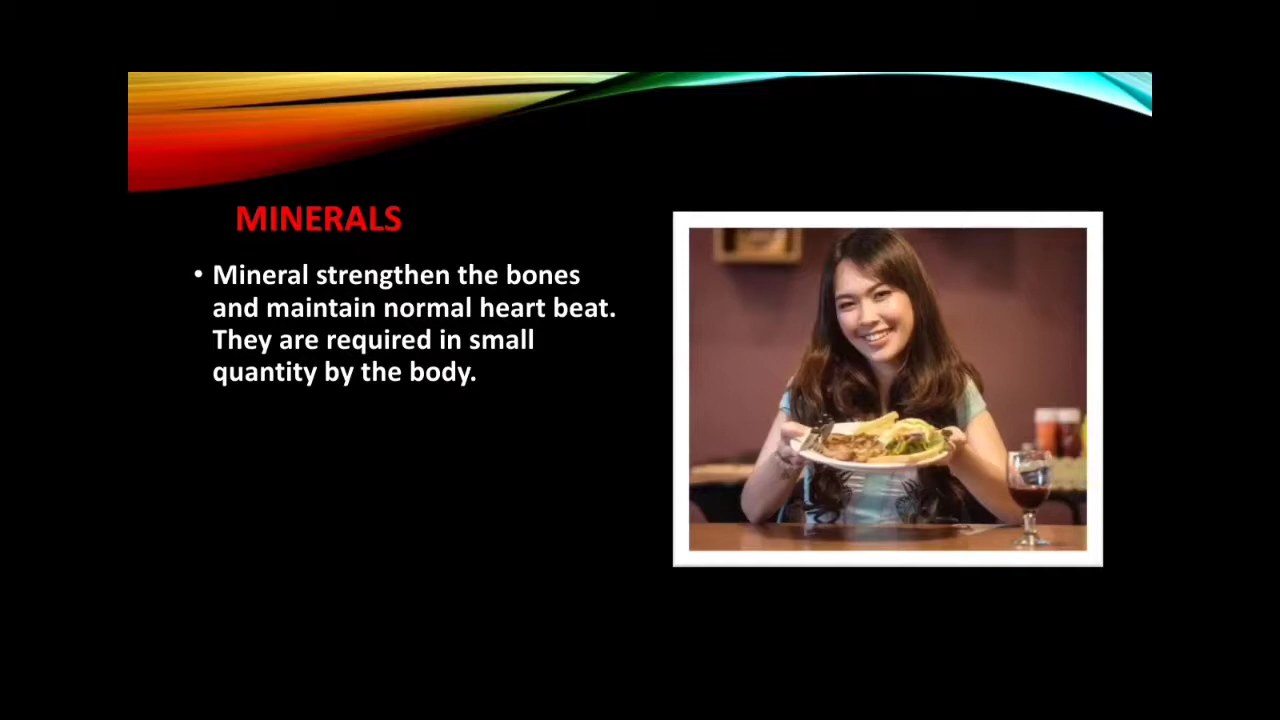 MINERALS
• Mineral strengthen the bones
and maintain normal heart beat.
They are required in small
quantity by the body.